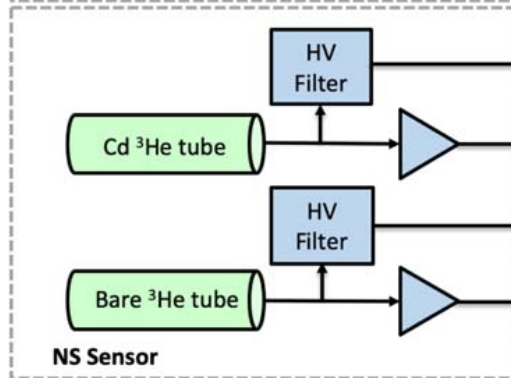 HV
Filter
Cd ³He tube
HV
Filter
Bare ³He tube
NS Sensor